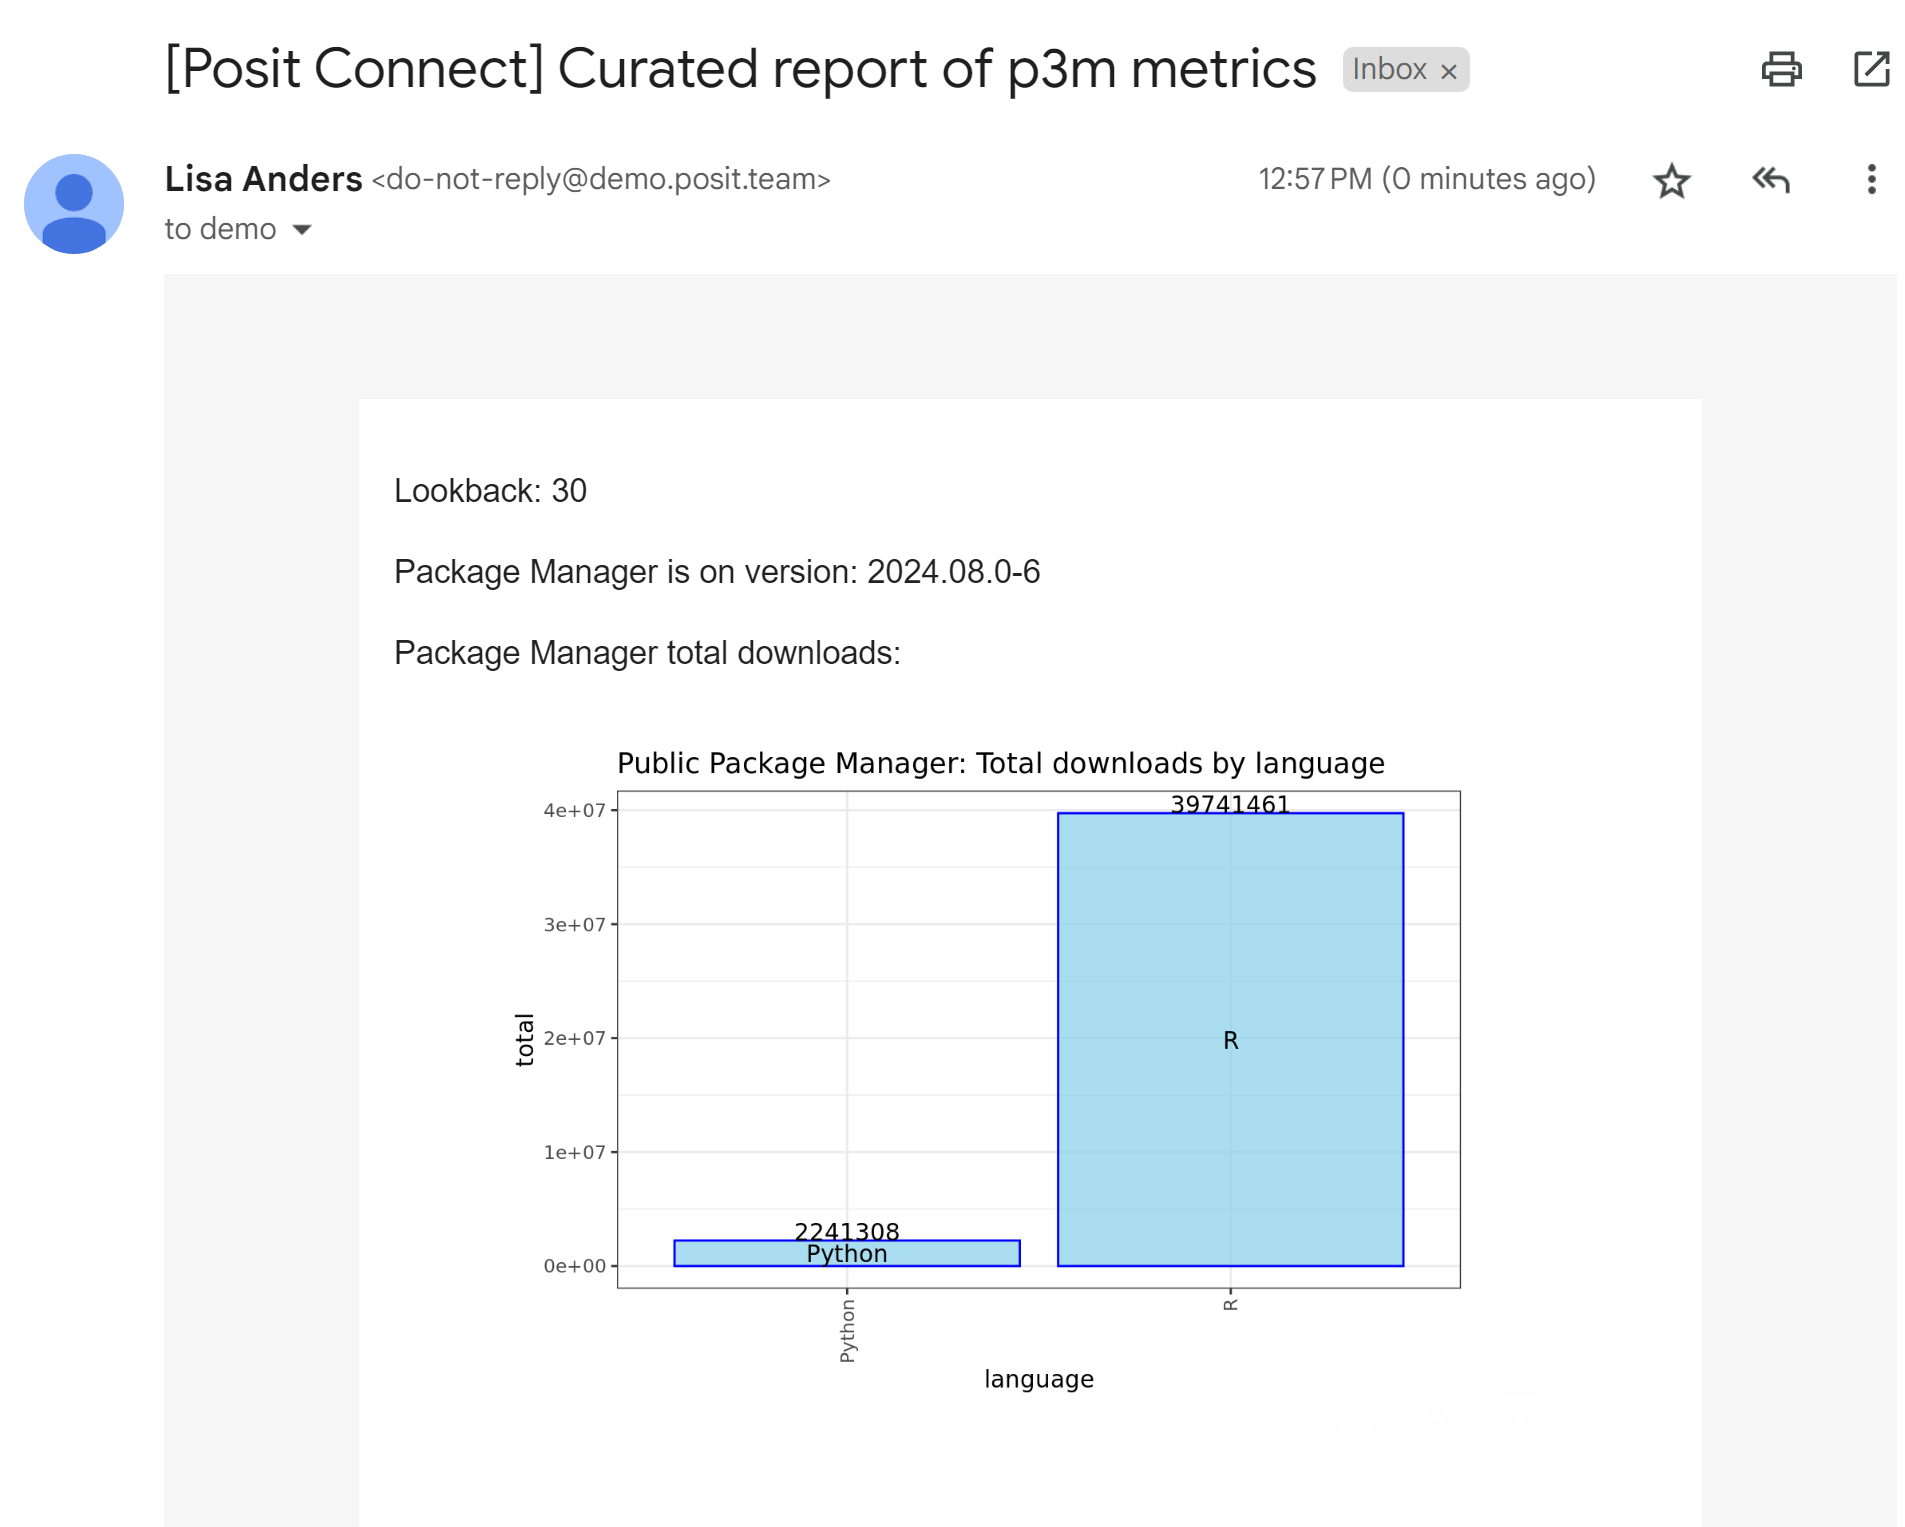 [Posit Connect] Curated report of p3m metrics Inbox ×
Lisa Anders <do-not-reply@demo.posit.team> 12:57 PM (0 minutes ago)
to demo
Lookback: 30
Package Manager is on version: 2024.08.0-6
Package Manager total downloads:
Public Package Manager: Total downloads by language
39741461
4e+07
3e+07
2e+07
1e+07
0e+00
total
R
2241308
Python
Python
R
language